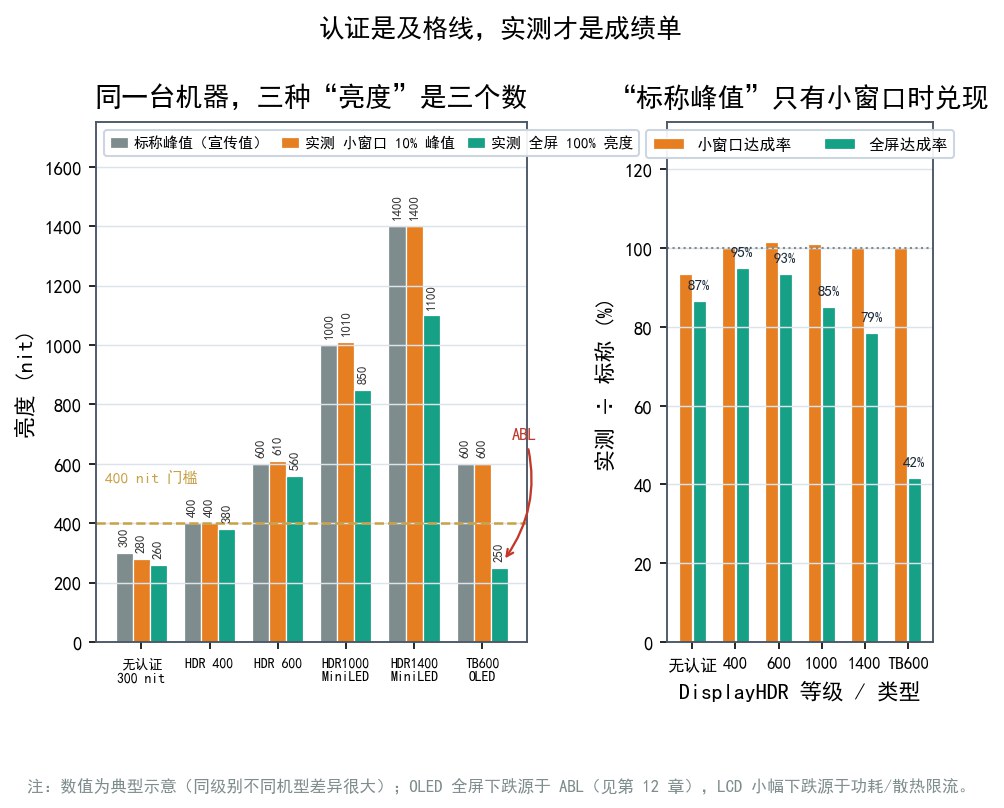 认证是及格线，实测才是成绩单
同一台机器，三种“亮度”是三个数
标称峰值（宣传值）
实测 小窗口 10% 峰值
实测 全屏 100% 亮度
亮度 (nit)
1600
1400
1200
1000
800
600
400
200
0
400 nit 门槛
300
280
260
400
400
380
600
610
560
1000
1010
850
1400
1400
1100
600
600
250
ABL
无认证
300 nit
HDR 400
HDR 600
HDR1000
MiniLED
HDR1400
MiniLED
TB600
OLED
“标称峰值”只有小窗口时兑现
小窗口达成率
全屏达成率
实测 ÷ 标称 (%)
120
100
80
60
40
20
0
87%
95%
93%
85%
79%
42%
无认证
400
600
1000
1400
TB600
DisplayHDR 等级 / 类型
注：数值为典型示意（同级别不同机型差异很大）；OLED 全屏下跌源于 ABL（见第 12 章），LCD 小幅下跌源于功耗/散热限流。